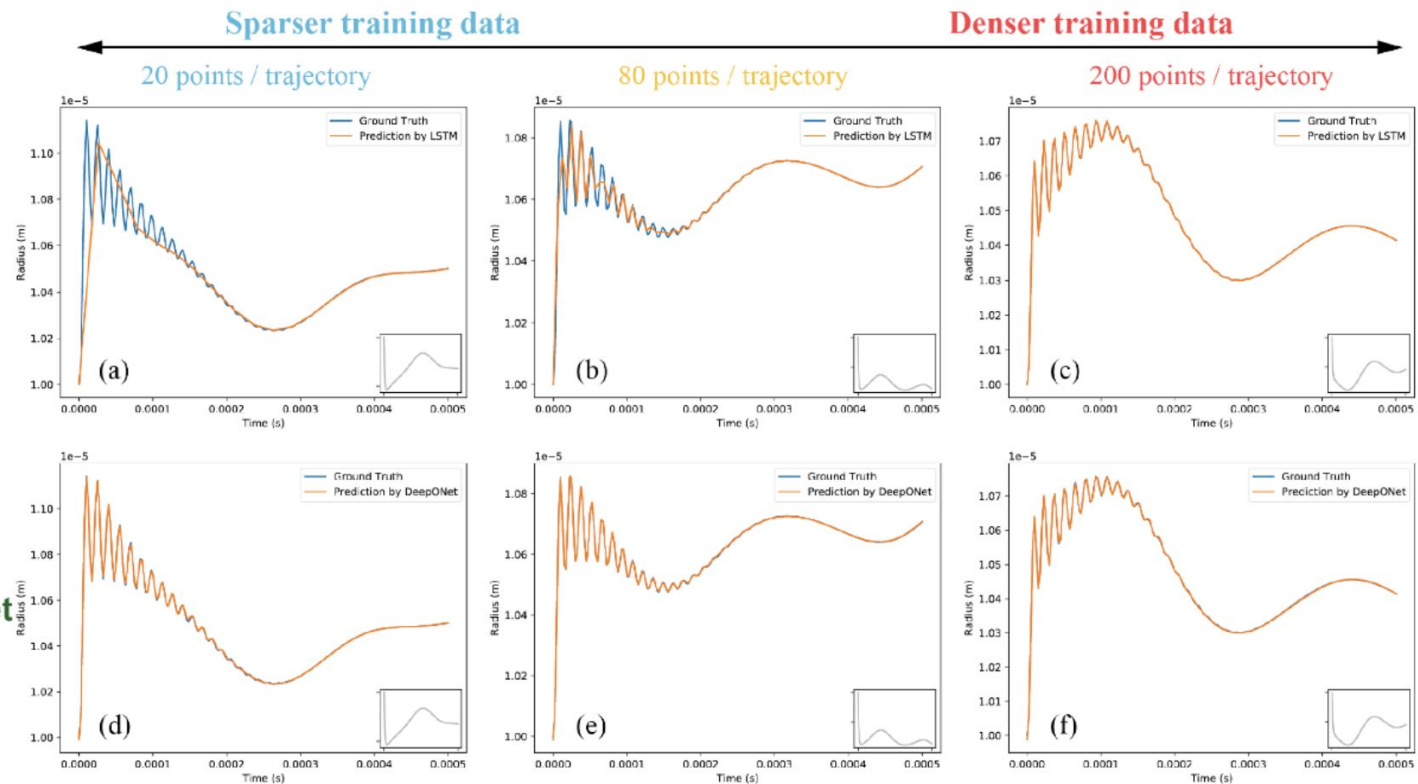 Sparser training data
Denser training data
20 points / trajectory
80 points / trajectory
200 points / trajectory
1e−5
Ground Truth
Prediction by LSTM
Radius (m)
1.10
1.08
1.06
1.04
1.02
1.00
(a)
0.0000 0.0001 0.0002 0.0003 0.0004 0.0005
Time (s)
1e−5
Ground Truth
Prediction by LSTM
Radius (m)
1.08
1.06
1.04
1.02
1.00
(b)
0.0000 0.0001 0.0002 0.0003 0.0004 0.0005
Time (s)
1e−5
Ground Truth
Prediction by LSTM
Radius (m)
1.07
1.06
1.05
1.04
1.03
1.02
1.01
1.00
(c)
0.0000 0.0001 0.0002 0.0003 0.0004 0.0005
Time (s)
1e−5
Ground Truth
Prediction by DeepONet
Radius (m)
1.10
1.08
1.06
1.04
1.02
1.00
(d)
0.0000 0.0001 0.0002 0.0003 0.0004 0.0005
Time (s)
1e−5
Ground Truth
Prediction by DeepONet
Radius (m)
1.08
1.06
1.04
1.02
1.00
(e)
0.0000 0.0001 0.0002 0.0003 0.0004 0.0005
Time (s)
1e−5
Ground Truth
Prediction by DeepONet
Radius (m)
1.07
1.06
1.05
1.04
1.03
1.02
1.01
1.00
(f)
0.0000 0.0001 0.0002 0.0003 0.0004 0.0005
Time (s)